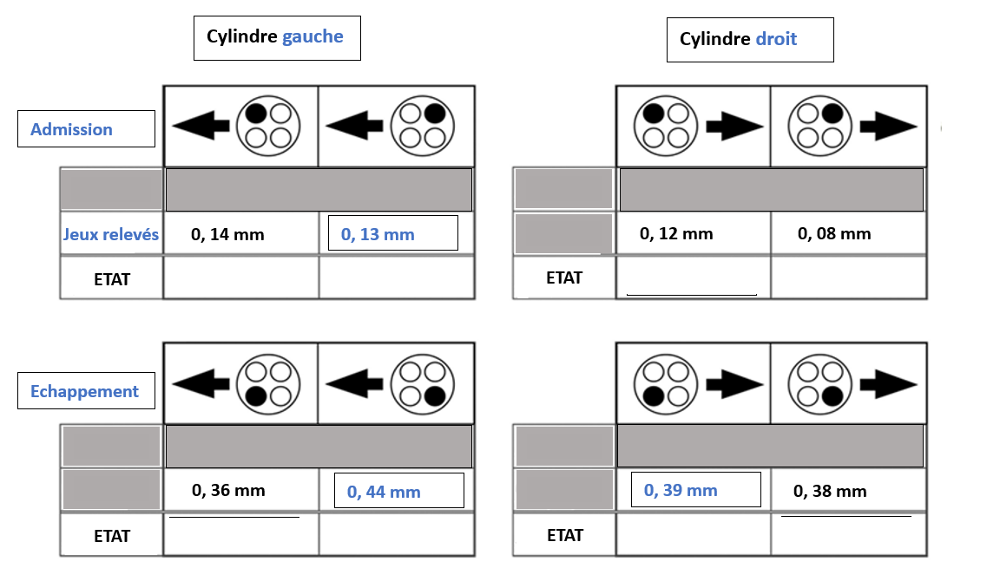 Cylindre gauche
Cylindre droit
Admission
Jeux relevés
0, 14 mm
0, 13 mm
0, 12 mm
0, 08 mm
ETAT
ETAT
Echappement
0, 36 mm
0, 44 mm
0, 39 mm
0, 38 mm
ETAT
ETAT